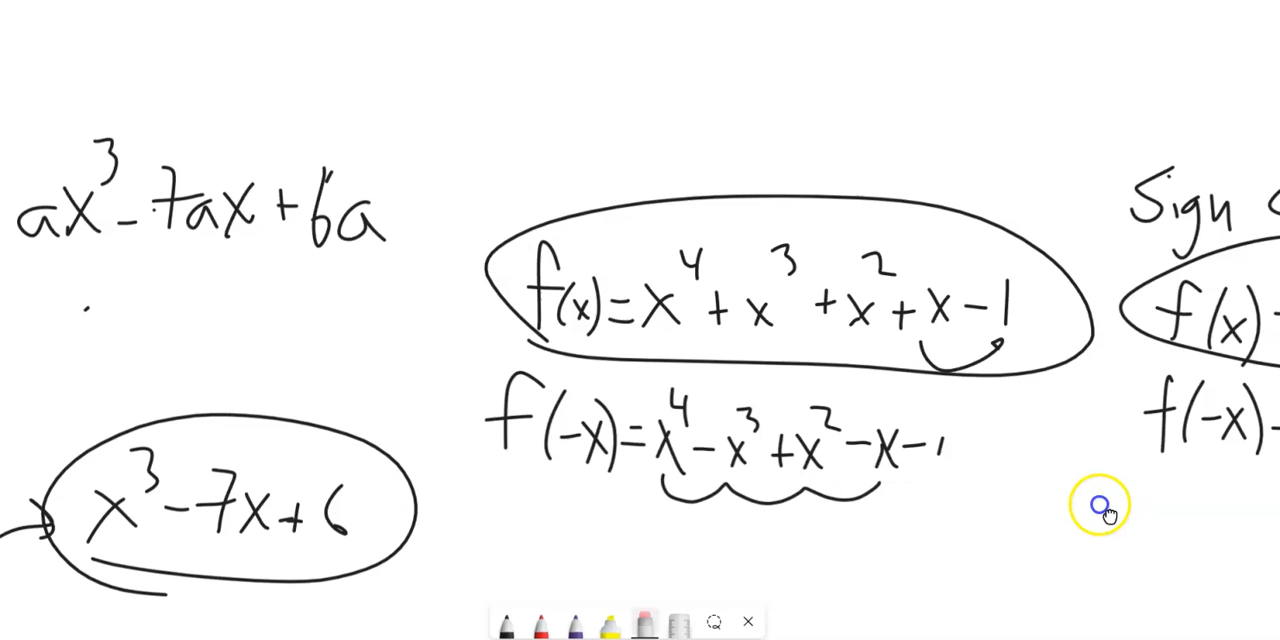 ax³ - 7ax + 6a
x³ - 7x + 6
f(x) = x⁴ + x³ + x² + x - 1
f(-x) = x⁴ - x³ + x² - x - 1
Sign
f(x)
f(-x)